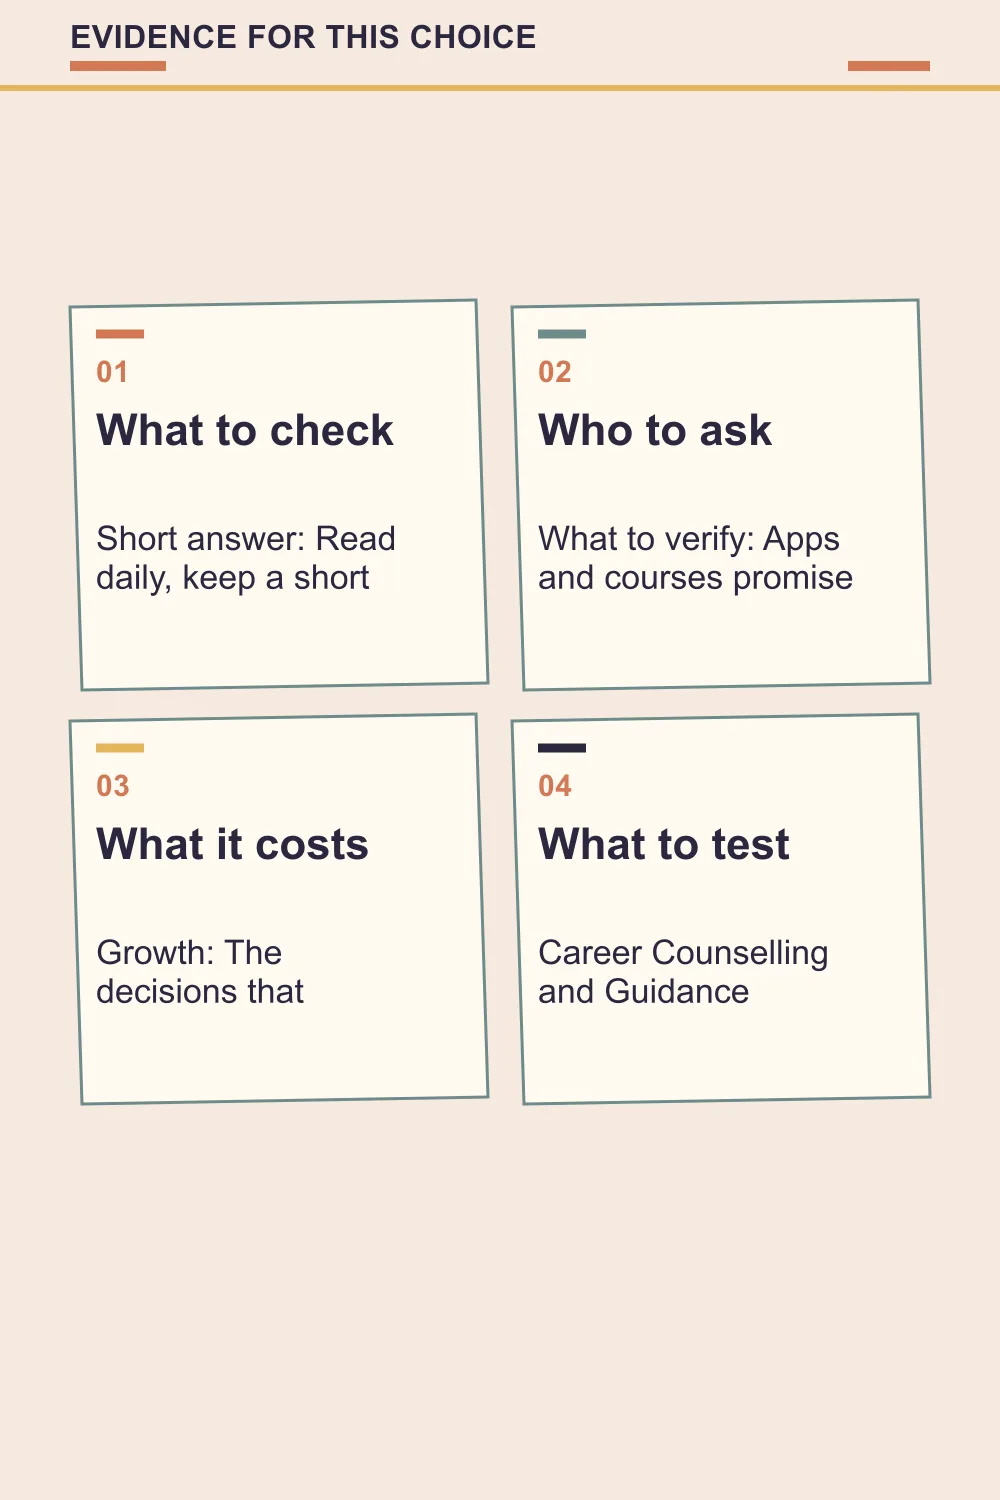 EVIDENCE FOR THIS CHOICE
01
What to check
Short answer: Read
daily, keep a short
02
Who to ask
What to verify: Apps
and courses promise
03
What it costs
Growth: The
decisions that
04
What to test
Career Counselling
and Guidance